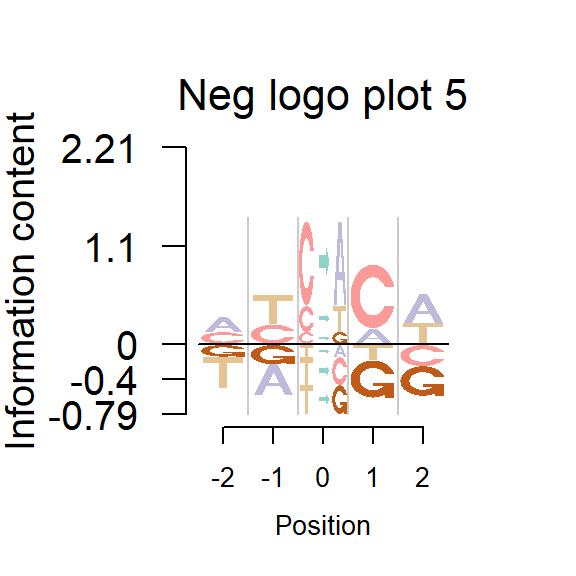 Neg logo plot 5
Information content
2.21
1.1
0
-0.4
-0.79
A T C→A C A
C C C→T A T
G G C→G T C
T A T→A G G
T→C
T→G
-2 -1 0 1 2
Position